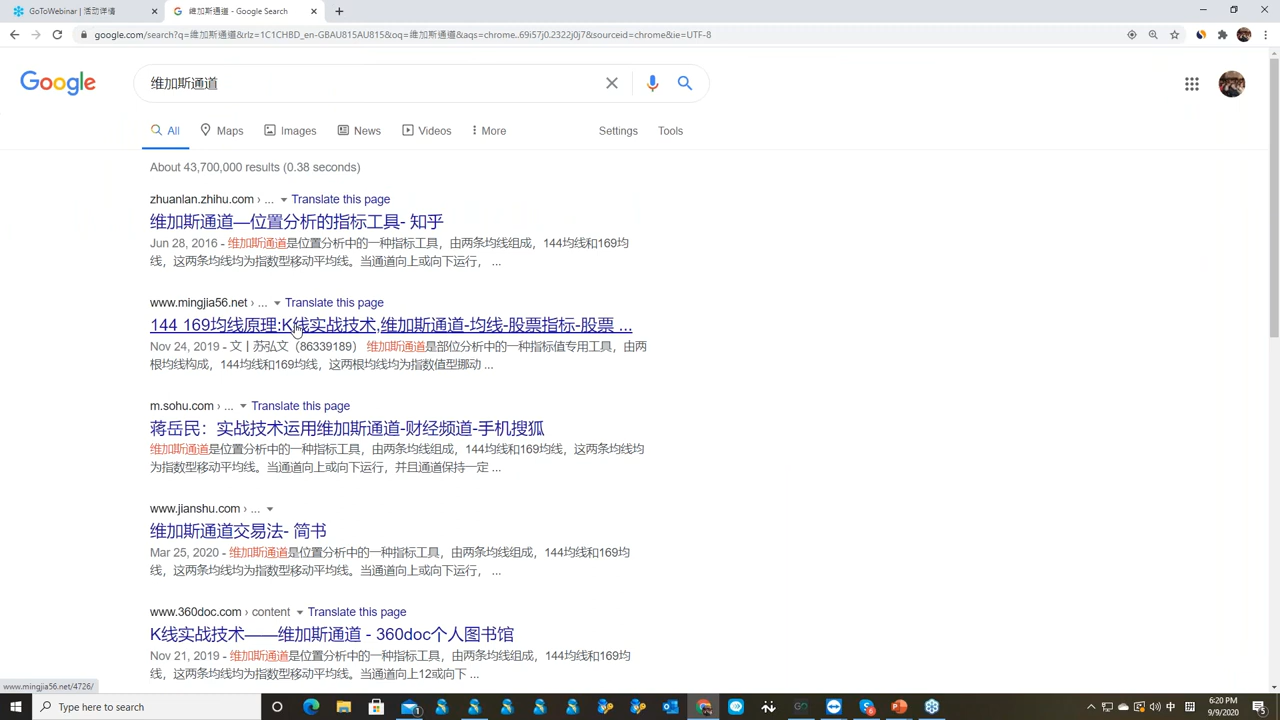 GoToWebinar | 活动详情
维加斯通道 - Google Search
google.com/search?q=维加斯通道&rlz=1C1CHBD_en-GBAU815AU815&oq=维加斯通道&aqs=chrome..69i57j0.2322j0j7&sourceid=chrome&ie=UTF-8
Google
维加斯通道
All Maps Images News Videos More Settings Tools
About 43,700,000 results (0.38 seconds)
zhuanlan.zhihu.com › ... Translate this page
维加斯通道—位置分析的指标工具- 知乎
Jun 28, 2016 - 维加斯通道是位置分析中的一种指标工具，由两条均线组成，144均线和169均
线，这两条均线均为指数型移动平均线。当通道向上或向下运行， ...
www.mingjia56.net › ... Translate this page
144 169均线原理:K线实战技术,维加斯通道-均线-股票指标-股票 ...
Nov 24, 2019 - 文丨苏弘文（86339189） 维加斯通道是部位分析中的一种指标值专用工具，由两
根均线构成，144均线和169均线，这两根均线均为指数值型挪动 ...
m.sohu.com › ... Translate this page
蒋岳民：实战技术运用维加斯通道-财经频道-手机搜狐
维加斯通道是位置分析中的一种指标工具，由两条均线组成，144均线和169均线，这两条均线均
为指数型移动平均线。当通道向上或向下运行，并且通道保持一定 ...
www.jianshu.com › ...
维加斯通道交易法- 简书
Mar 25, 2020 - 维加斯通道是位置分析中的一种指标工具，由两条均线组成，144均线和169均
线，这两条均线均为指数型移动平均线。当通道向上或向下运行， ...
www.360doc.com › content Translate this page
K线实战技术——维加斯通道 - 360doc个人图书馆
Nov 21, 2019 - 维加斯通道是位置分析中的一种指标工具，由两条均线组成，144均线和169均
线，这两条均线均为指数型移动平均线。当通道向上12或向下 ...
www.mingjia56.net/4726/
Type here to search
中
6:20 PM
9/9/2020